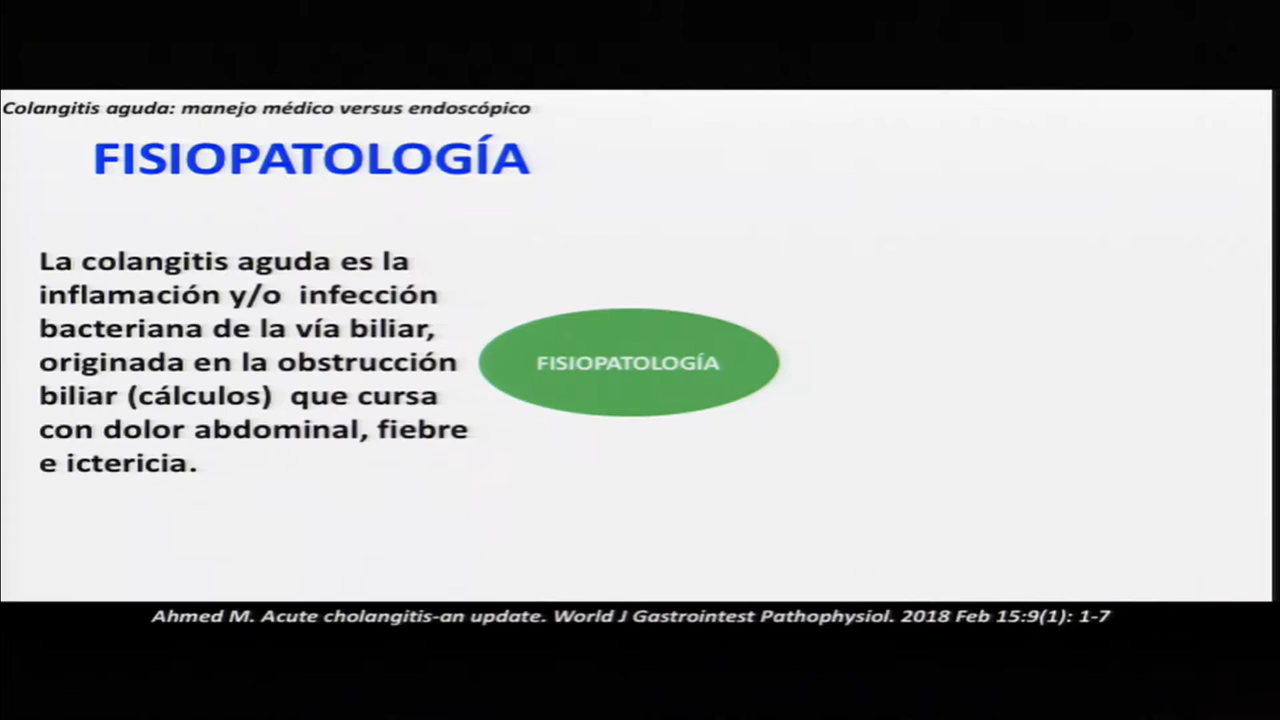 Colangitis aguda: manejo médico versus endoscópico
FISIOPATOLOGÍA
La colangitis aguda es la
inflamación y/o infección
bacteriana de la vía biliar,
originada en la obstrucción
biliar (cálculos) que cursa
con dolor abdominal, fiebre
e ictericia.
FISIOPATOLOGÍA
Ahmed M. Acute cholangitis-an update. World J Gastrointest Pathophysiol. 2018 Feb 15:9(1): 1-7